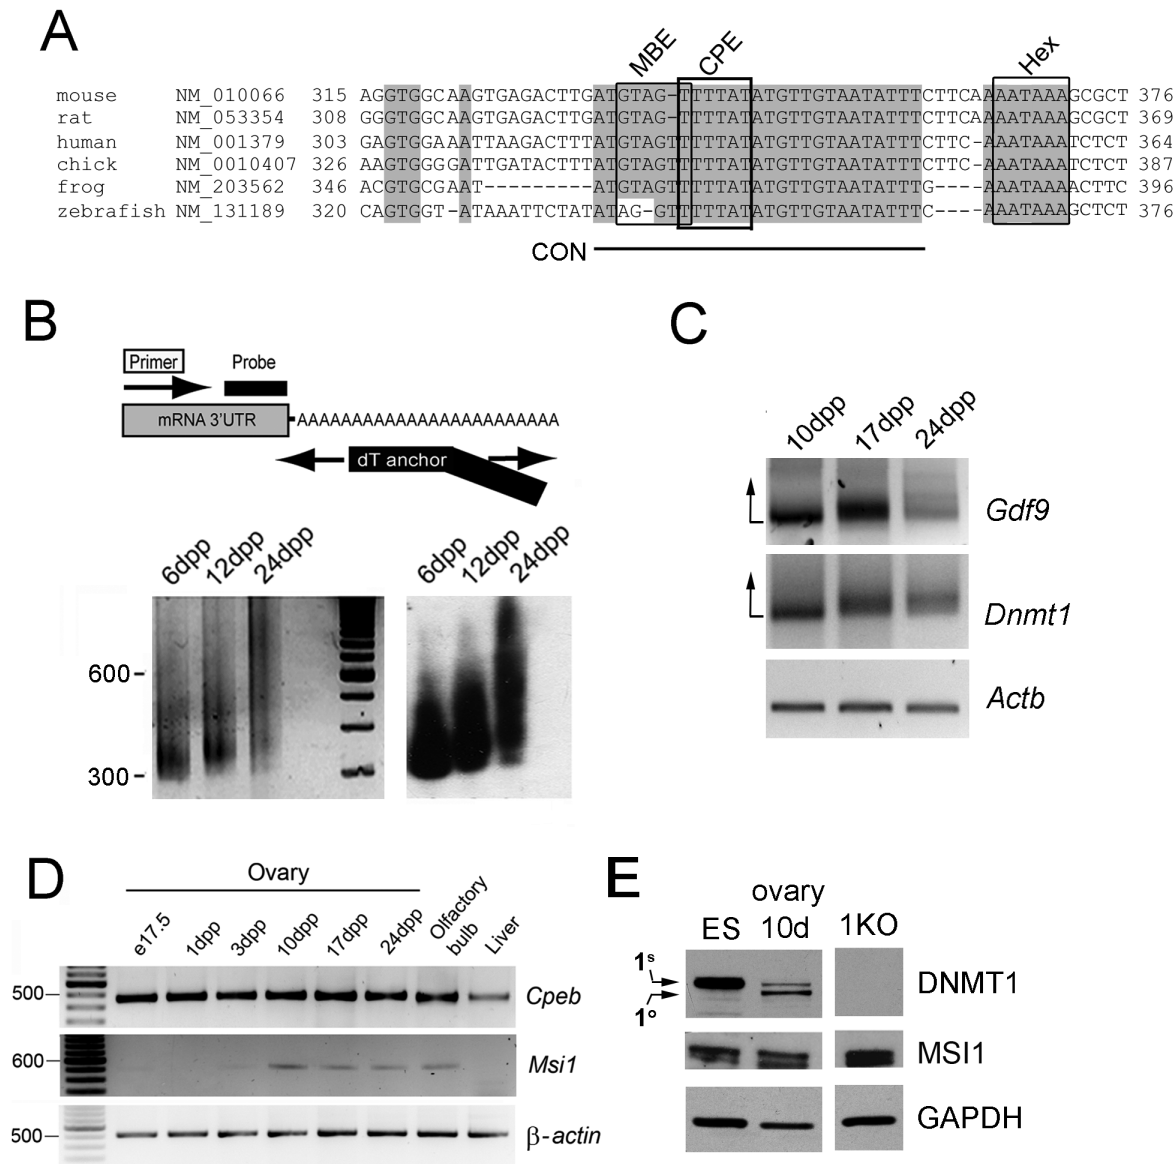 A
MBE CPE Hex
mouse NM_010066 315 AGGTGGCAAGTGAGACTTGATGTAG-TTTTATATGTTGTAATATTTCTTCAAAATAAAGCGCT 376
rat NM_053354 308 GGGTGGCAAGTGAGACTTGATGTAG-TTTTATATGTTGTAATATTTCTTCAAAATAAAGCGCT 369
human NM_001379 303 GAGTGGAAATTAAGACTTTATGTAGTTTTTATATGTTGTAATATTTCTTC-AAATAAATCTCT 364
chick NM_0010407 326 AAGTGGGGATTGATACTTTATGTAGTTTTTATATGTTGTAATATTTCTTC-AAATAAATCTCT 387
frog NM_203562 346 ACGTGCGAAT---------ATGTAGTTTTTATATGTTGTAATATTTG----AAATAAAACTTC 396
zebrafish NM_131189 320 CAGTGGT-ATAAATTCTATATAG-GTTTTTATATGTTGTAATATTTC----AAATAAAGCTCT 376
CON
B
Primer Probe
mRNA 3'UTR AAAAAAAAAAAAAAAAAAAAAAAA
dT anchor
6dpp 12dpp 24dpp 6dpp 12dpp 24dpp
600
300
C
10dpp 17dpp 24dpp
Gdf9
Dnmt1
Actb
D
Ovary
e17.5 1dpp 3dpp 10dpp 17dpp 24dpp Olfactory bulb Liver
500 Cpeb
600 Msi1
500 β-actin
E
ovary
ES 10d 1KO
1s
1o
DNMT1
MSI1
GAPDH